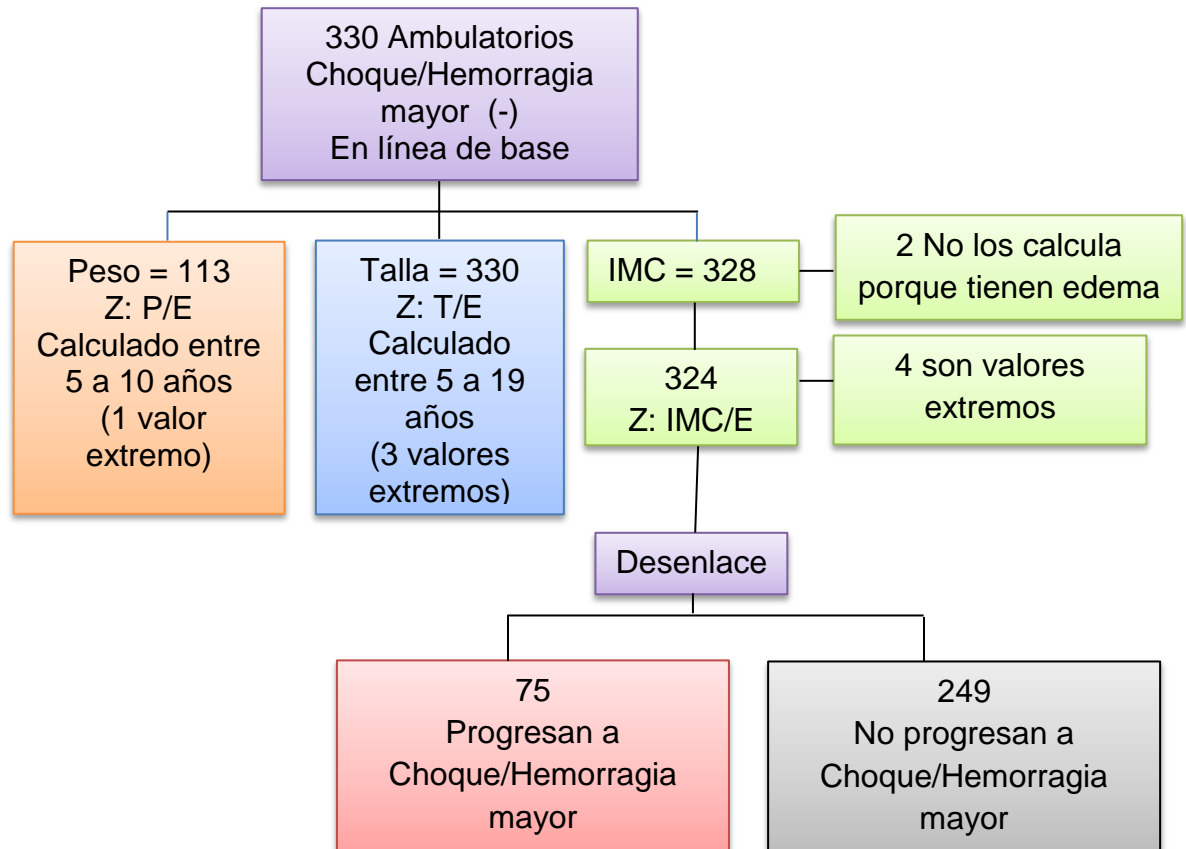 330 Ambulatorios
Choque/Hemorragia
mayor (-)
En línea de base
Peso = 113
Z: P/E
Calculado entre
5 a 10 años
(1 valor
extremo)
Talla = 330
Z: T/E
Calculado
entre 5 a 19
años
(3 valores
extremos)
IMC = 328
2 No los calcula
porque tienen edema
324
Z: IMC/E
4 son valores
extremos
Desenlace
75
Progresan a
Choque/Hemorragia
mayor
249
No progresan a
Choque/Hemorragia
mayor